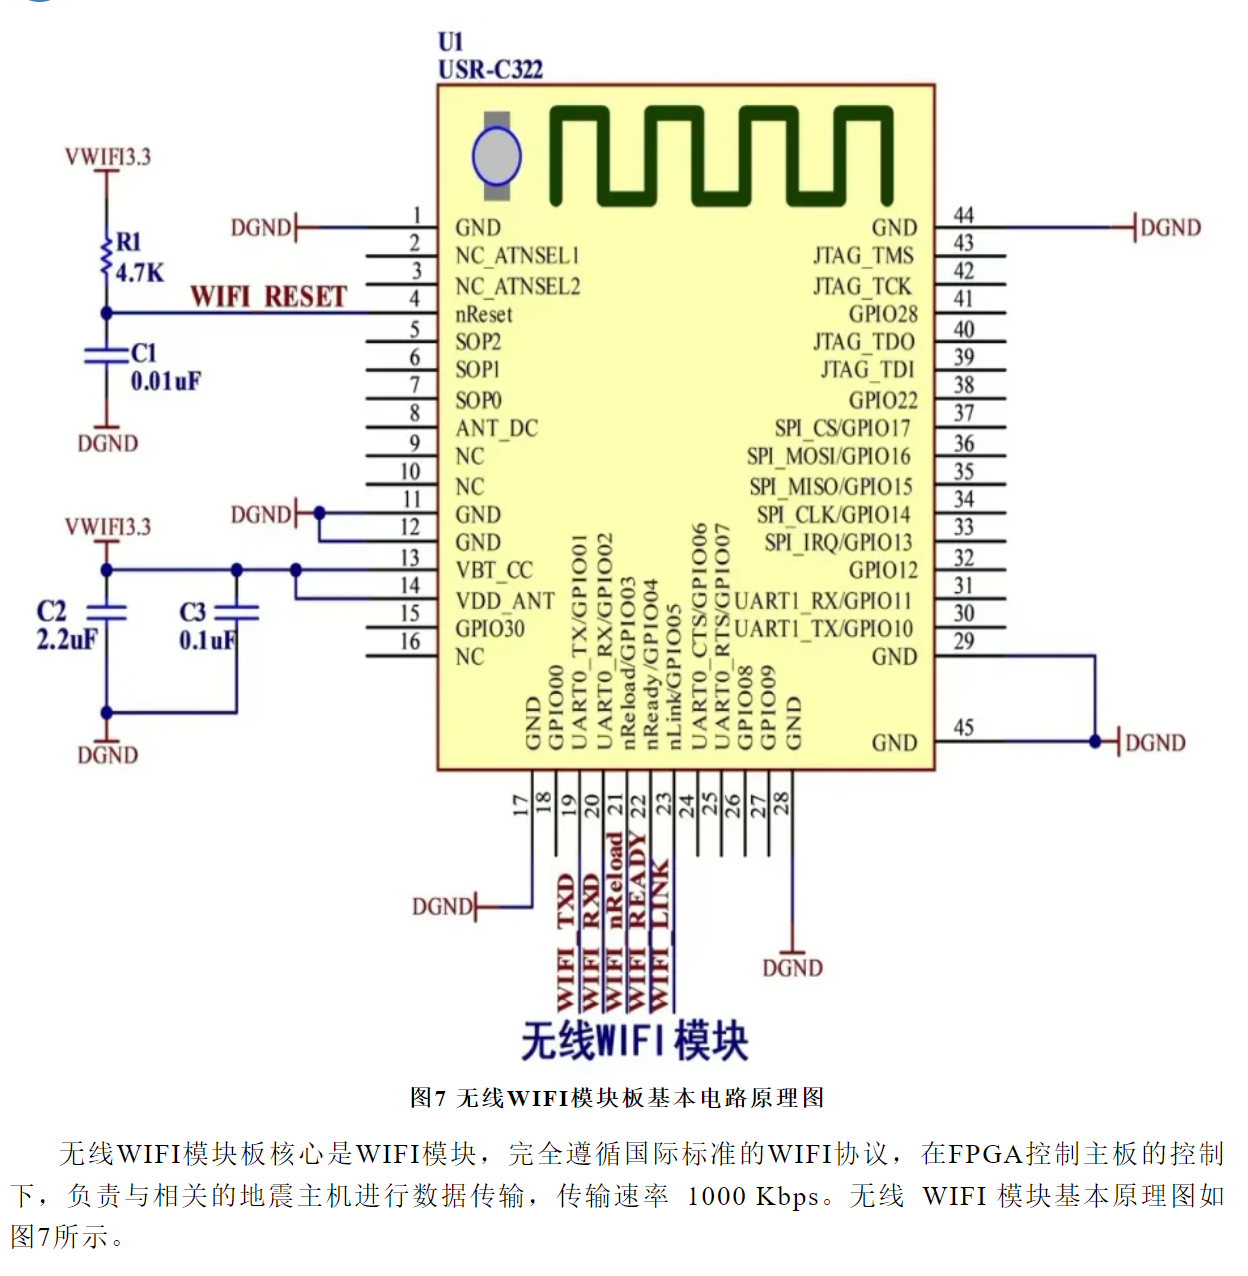 U1
USR-C322
VWIFI3.3
R1
4.7K
WIFI_RESET
C1
0.01uF
DGND
DGND
1 GND
2 NC_ATNSEL1
3 NC_ATNSEL2
4 nReset
5 SOP2
6 SOP1
7 SOP0
8 ANT_DC
9 NC
10 NC
DGND
11 GND
12 GND
VWIFI3.3
13 VBT_CC
14 VDD_ANT
15 GPIO30
16 NC
C2
2.2uF
C3
0.1uF
DGND
GND 44
DGND
JTAG_TMS 43
JTAG_TCK 42
GPIO28 41
JTAG_TDO 40
JTAG_TDI 39
GPIO22 38
SPI_CS/GPIO17 37
SPI_MOSI/GPIO16 36
SPI_MISO/GPIO15 35
SPI_CLK/GPIO14 34
SPI_IRQ/GPIO13 33
GPIO12 32
UART1_RX/GPIO11 31
UART1_TX/GPIO10 30
GND 29
GND 45
DGND
GND 17
GPIO00 18
UART0_TX/GPIO01 19
UART0_RX/GPIO02 20
nReload/GPIO03 21
nReady/GPIO04 22
nLink/GPIO05 23
UART0_CTS/GPIO06 24
UART0_RTS/GPIO07 25
GPIO08 26
GPIO09 27
GND 28
DGND
WIFI_TXD
WIFI_RXD
WIFI_nReload
WIFI_READY
WIFI_LINK
DGND
无线WIFI模块
图7 无线WIFI模块板基本电路原理图
无线WIFI模块板核心是WIFI模块，完全遵循国际标准的WIFI协议，在FPGA控制主板的控制
下，负责与相关的地震主机进行数据传输，传输速率 1000 Kbps。无线 WIFI 模块基本原理图如
图7所示。